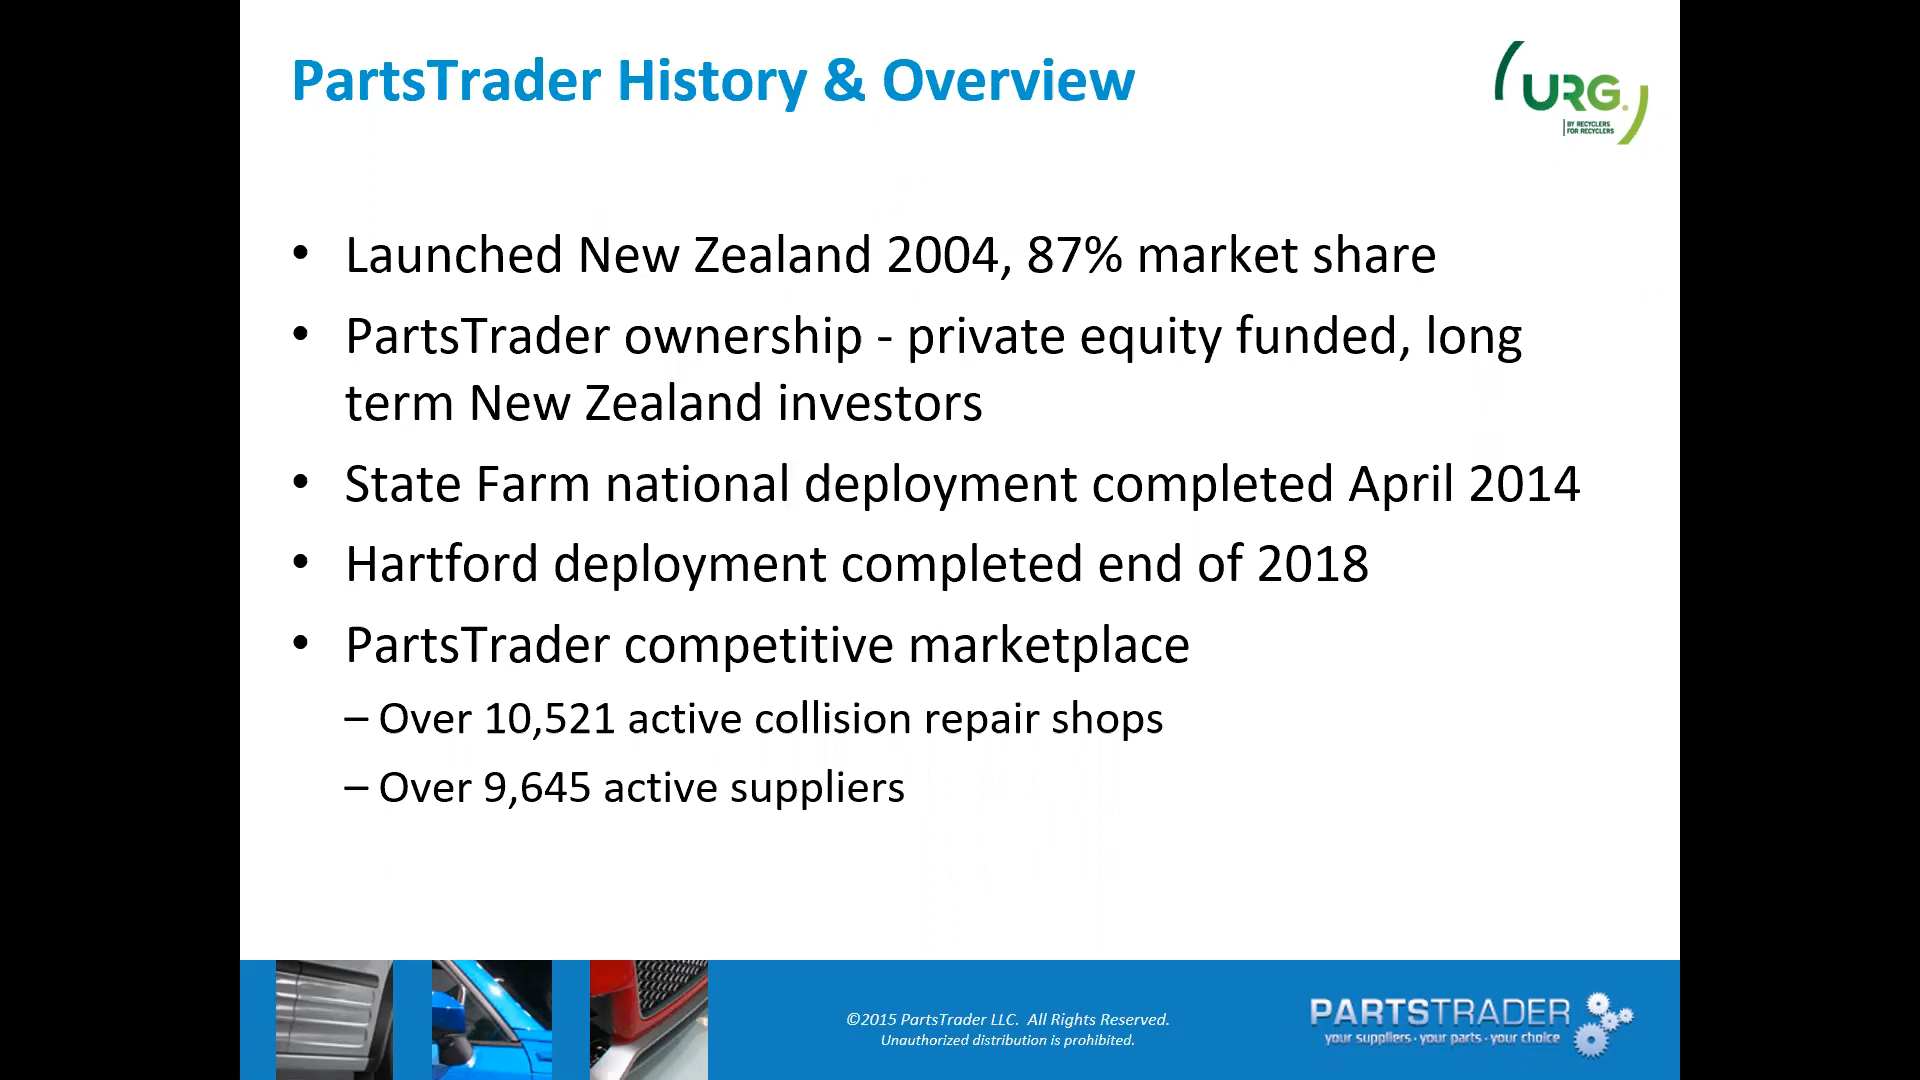 PartsTrader History & Overview
URG.
BY RECYCLERS
FOR RECYCLERS
• Launched New Zealand 2004, 87% market share
• PartsTrader ownership - private equity funded, long
term New Zealand investors
• State Farm national deployment completed April 2014
• Hartford deployment completed end of 2018
• PartsTrader competitive marketplace
– Over 10,521 active collision repair shops
– Over 9,645 active suppliers
©2015 PartsTrader LLC. All Rights Reserved.
Unauthorized distribution is prohibited.
PARTSTRADER
your suppliers · your parts · your choice